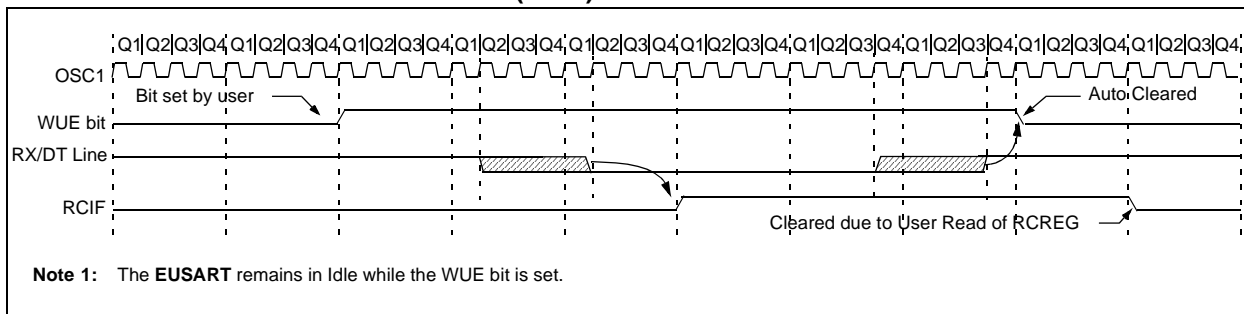 Q1|Q2|Q3|Q4 Q1|Q2|Q3|Q4 Q1|Q2|Q3|Q4 Q1|Q2|Q3|Q4 Q1|Q2|Q3|Q4 Q1|Q2|Q3|Q4 Q1|Q2|Q3|Q4 Q1|Q2|Q3|Q4 Q1|Q2|Q3|Q4 Q1|Q2|Q3|Q4
OSC1
Bit set by user
Auto Cleared
WUE bit
RX/DT Line
RCIF
Cleared due to User Read of RCREG
Note 1: The EUSART remains in Idle while the WUE bit is set.